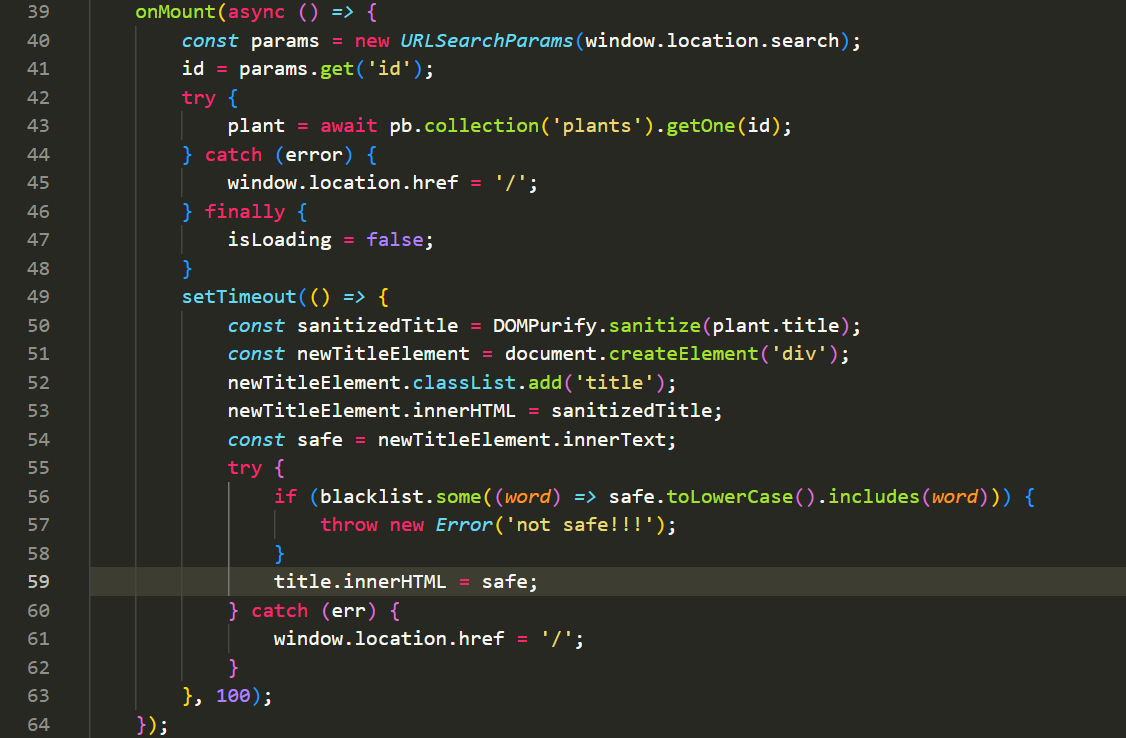 39 onMount(async () => {
40 const params = new URLSearchParams(window.location.search);
41 id = params.get('id');
42 try {
43 plant = await pb.collection('plants').getOne(id);
44 } catch (error) {
45 window.location.href = '/';
46 } finally {
47 isLoading = false;
48 }
49 setTimeout(() => {
50 const sanitizedTitle = DOMPurify.sanitize(plant.title);
51 const newTitleElement = document.createElement('div');
52 newTitleElement.classList.add('title');
53 newTitleElement.innerHTML = sanitizedTitle;
54 const safe = newTitleElement.innerText;
55 try {
56 if (blacklist.some((word) => safe.toLowerCase().includes(word))) {
57 throw new Error('not safe!!!');
58 }
59 title.innerHTML = safe;
60 } catch (err) {
61 window.location.href = '/';
62 }
63 }, 100);
64 });